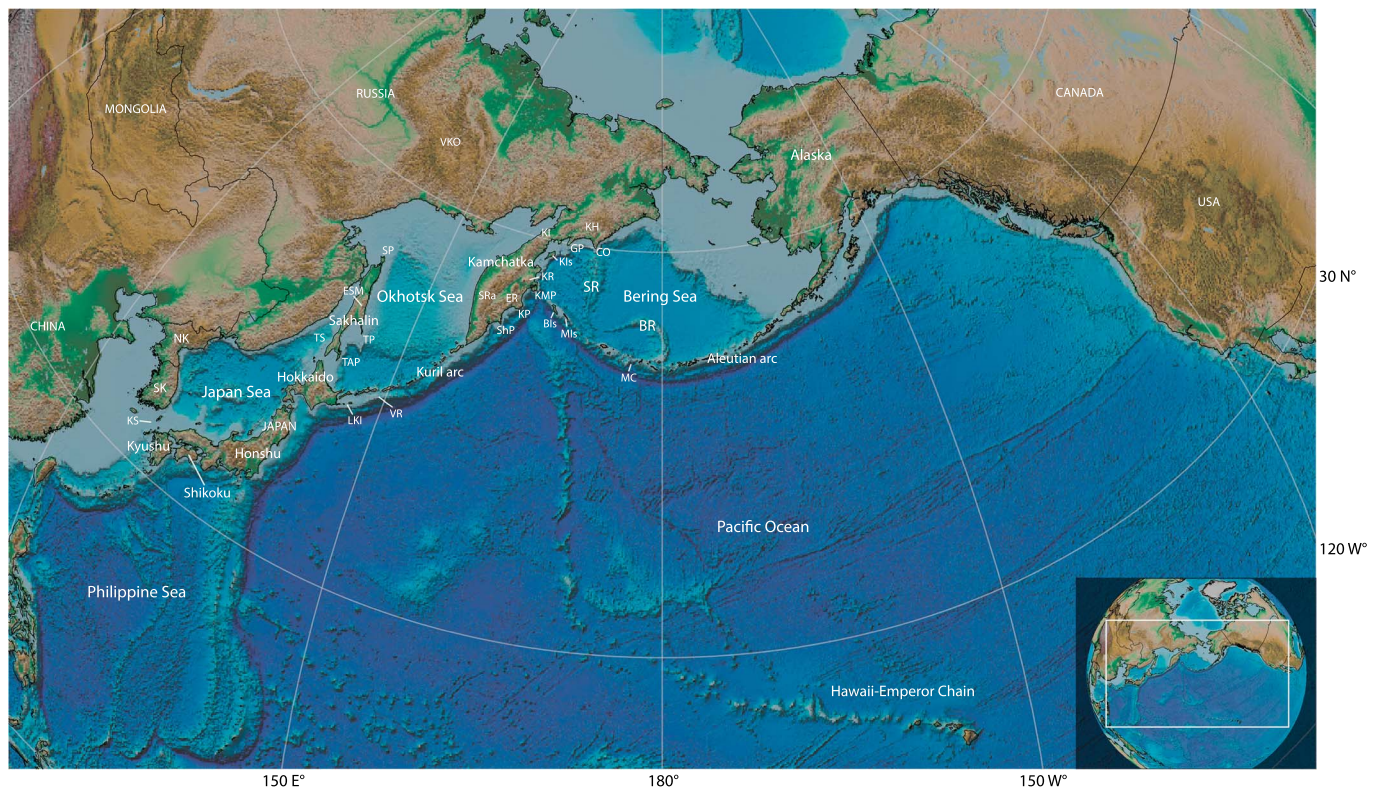 RUSSIA
CANADA
MONGOLIA
VKO
Alaska
USA
KH
KI
GP
CO
SP
Kamchatka
KIs
30 N°
KR
SR
ESM
SRa
ER
KMP
Okhotsk Sea
Bering Sea
KP
Sakhalin
BIs
CHINA
BR
ShP
MIs
NK
TS
TP
TAP
Aleutian arc
Kuril arc
Hokkaido
MC
SK
Japan Sea
VR
KS
LKI
JAPAN
Kyushu
Honshu
Shikoku
Pacific Ocean
120 W°
Philippine Sea
Hawaii-Emperor Chain
150 E°
180°
150 W°